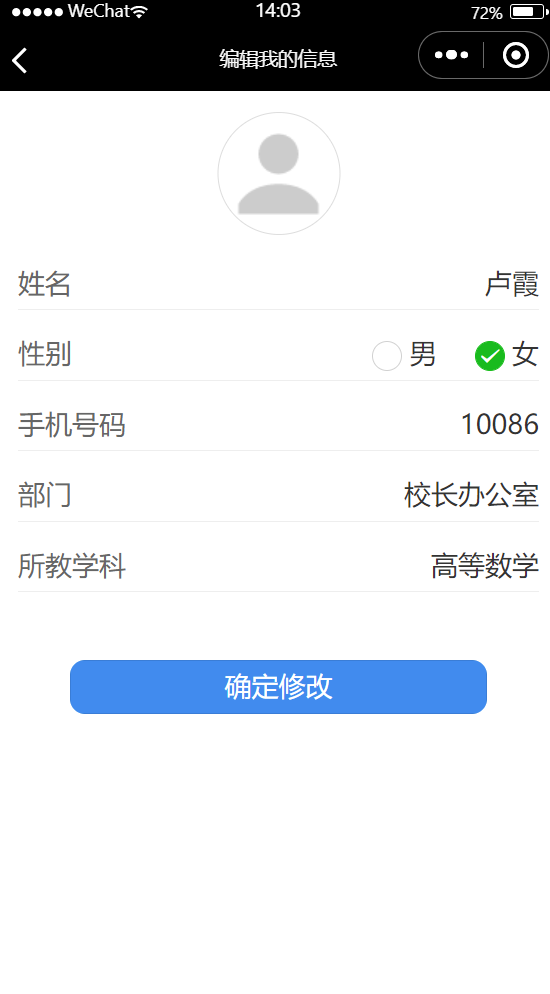 WeChat 14:03 72%
编辑我的信息
姓名 卢霞
性别 男 女
手机号码 10086
部门 校长办公室
所教学科 高等数学
确定修改